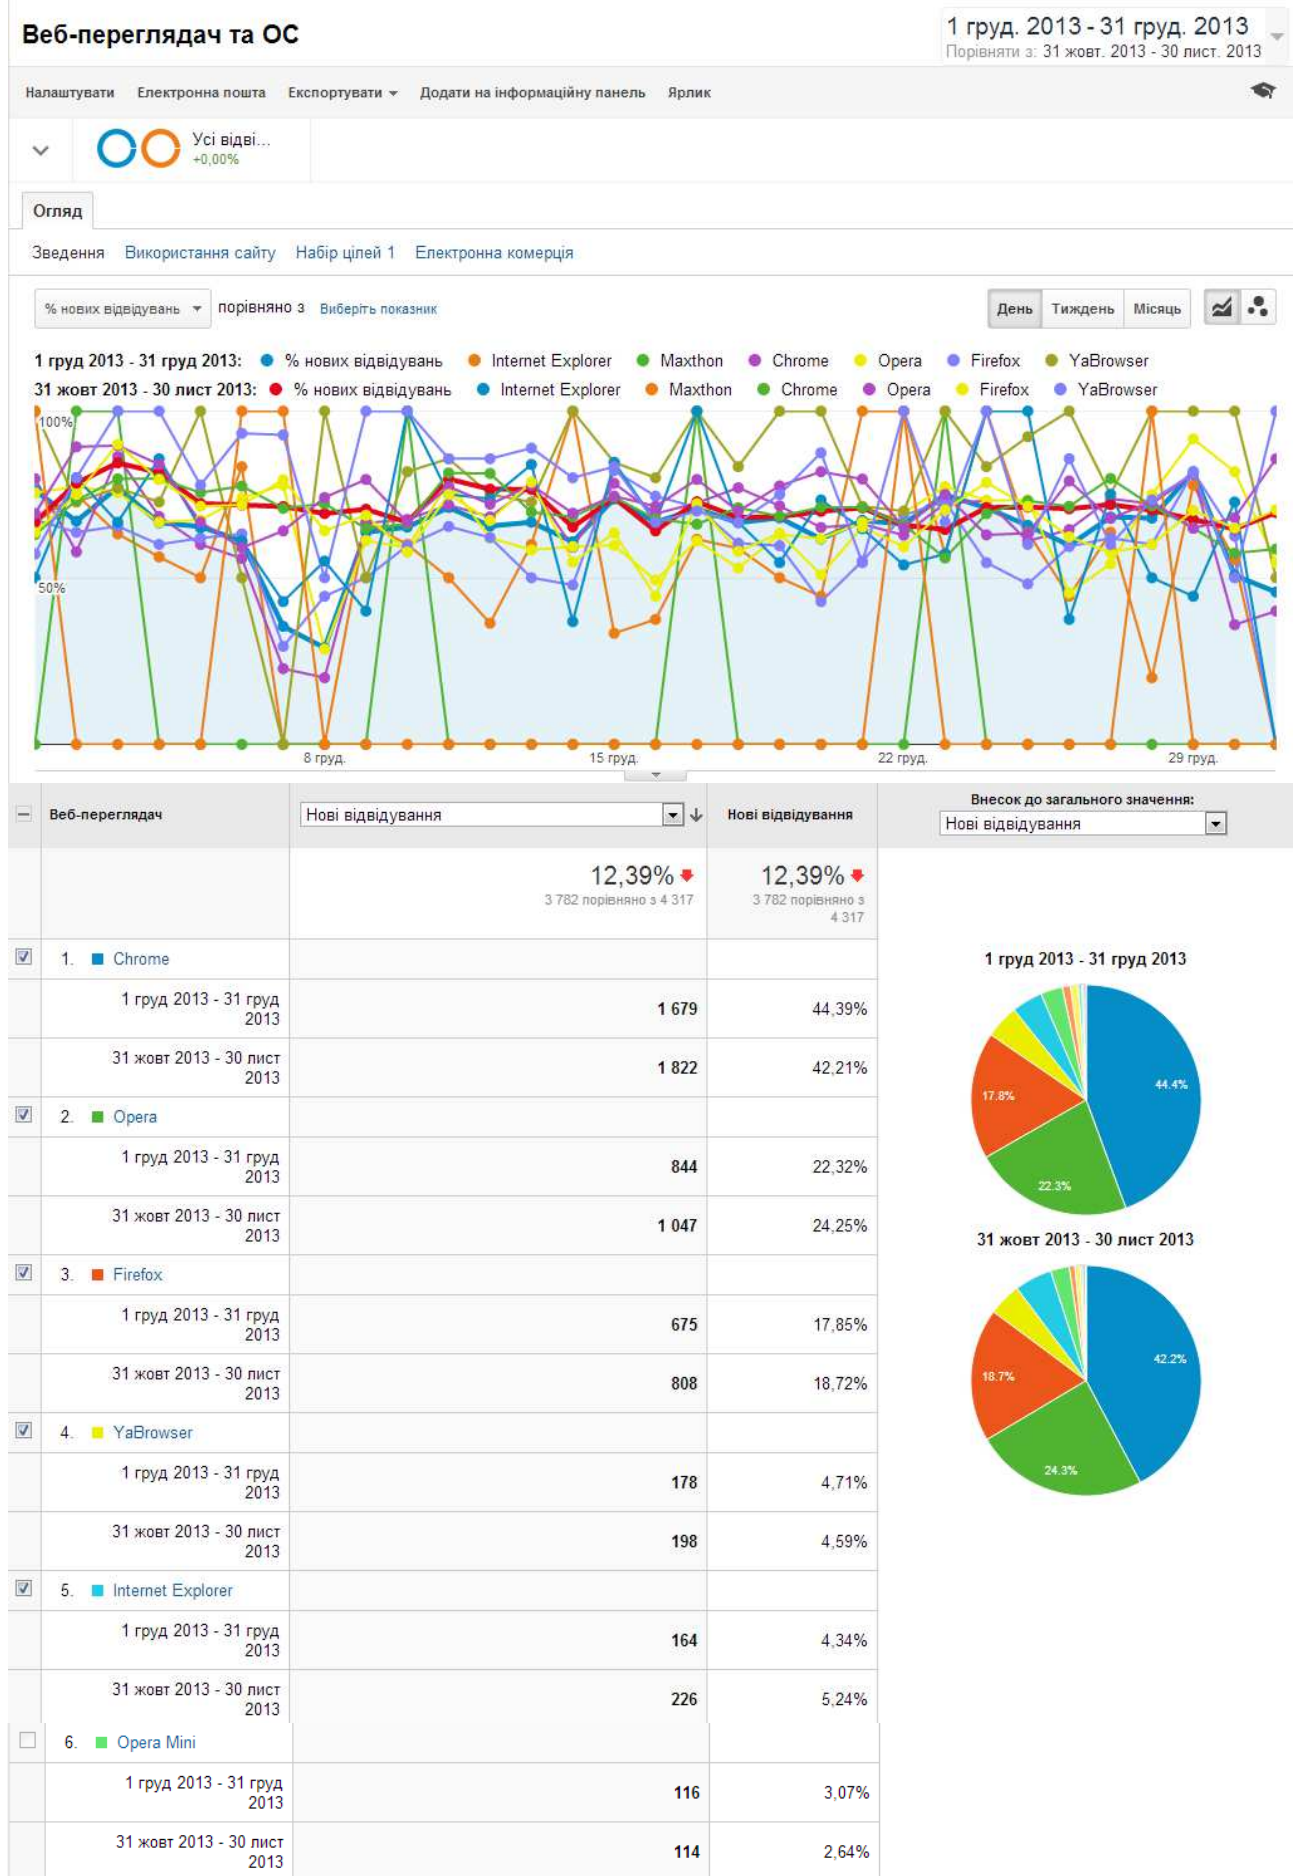 Веб-переглядач та ОС
1 груд. 2013 - 31 груд. 2013
Порівняти з: 31 жовт. 2013 - 30 лист. 2013
Налаштувати Електронна пошта Експортувати Додати на інформаційну панель Ярлик
Усі відві...
+0,00%
Огляд
Зведення Використання сайту Набір цілей 1 Електронна комерція
% нових відвідувань порівняно з Виберіть показник День Тиждень Місяць
1 груд 2013 - 31 груд 2013: % нових відвідувань Internet Explorer Maxthon Chrome Opera Firefox YaBrowser
31 жовт 2013 - 30 лист 2013: % нових відвідувань Internet Explorer Maxthon Chrome Opera Firefox YaBrowser
100%
50%
8 груд. 15 груд. 22 груд. 29 груд.
Веб-переглядач Нові відвідування Нові відвідування
Внесок до загального значення:
Нові відвідування
12,39% 12,39%
3 782 порівняно з 4 317 3 782 порівняно з
4 317
1. Chrome
1 груд 2013 - 31 груд
2013
1 679 44,39%
31 жовт 2013 - 30 лист
2013
1 822 42,21%
2. Opera
1 груд 2013 - 31 груд
2013
844 22,32%
31 жовт 2013 - 30 лист
2013
1 047 24,25%
3. Firefox
1 груд 2013 - 31 груд
2013
675 17,85%
31 жовт 2013 - 30 лист
2013
808 18,72%
4. YaBrowser
1 груд 2013 - 31 груд
2013
178 4,71%
31 жовт 2013 - 30 лист
2013
198 4,59%
5. Internet Explorer
1 груд 2013 - 31 груд
2013
164 4,34%
31 жовт 2013 - 30 лист
2013
226 5,24%
6. Opera Mini
1 груд 2013 - 31 груд
2013
116 3,07%
31 жовт 2013 - 30 лист
2013
114 2,64%
1 груд 2013 - 31 груд 2013
44.4%
17.8%
22.3%
31 жовт 2013 - 30 лист 2013
42.2%
18.7%
24.3%